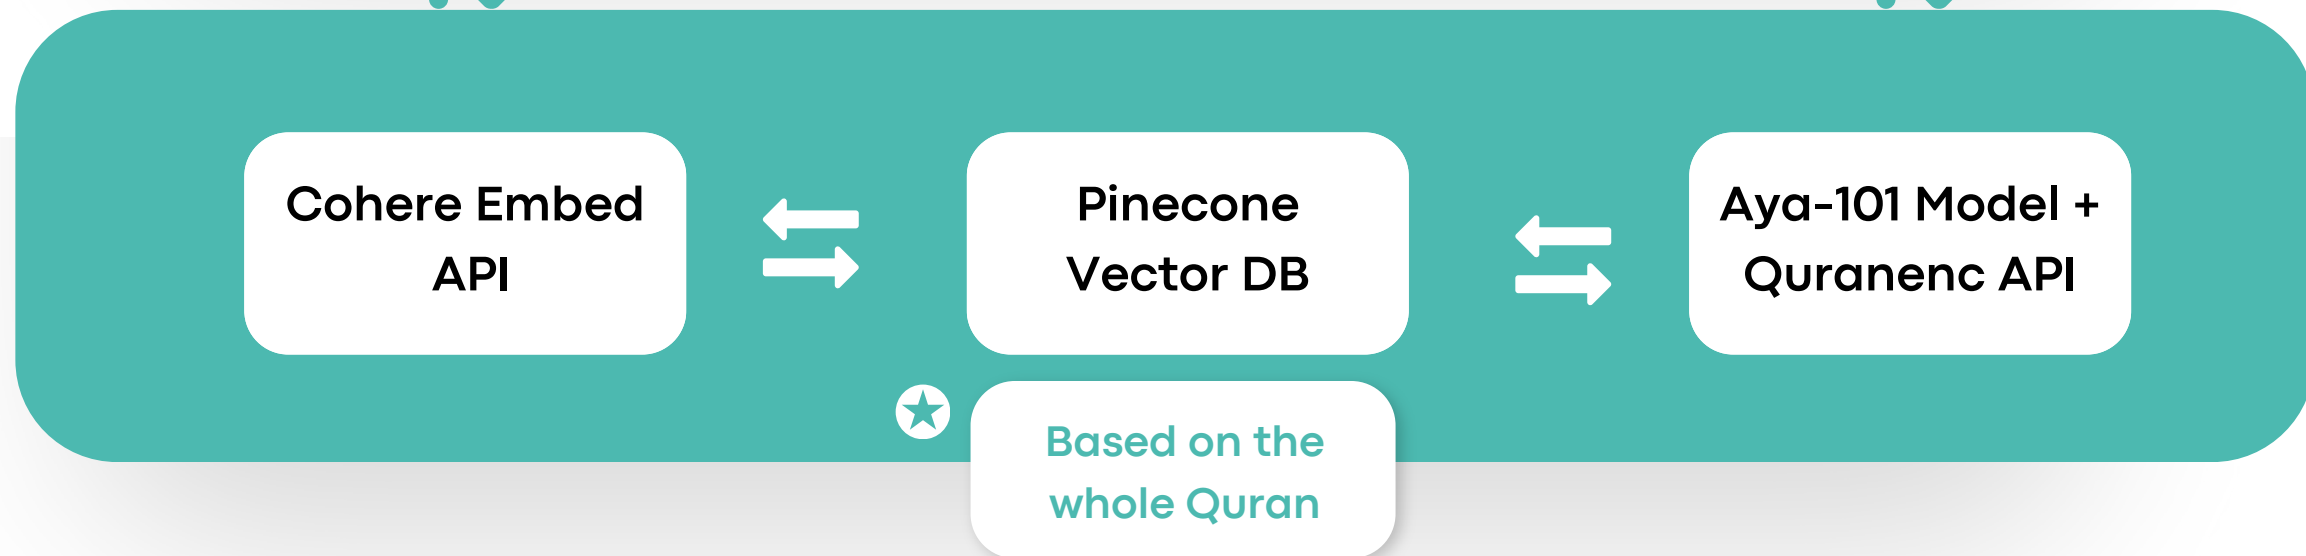 Cohere Embed
API
Pinecone
Vector DB
Aya-101 Model +
Quranenc API
Based on the
whole Quran